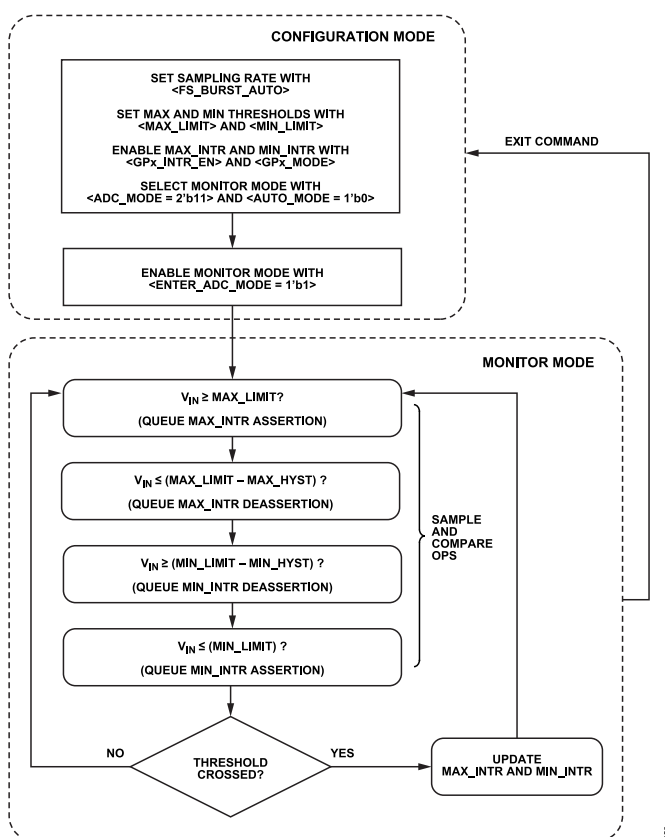 CONFIGURATION MODE
SET SAMPLING RATE WITH
<FS_BURST_AUTO>
SET MAX AND MIN THRESHOLDS WITH
<MAX_LIMIT> AND <MIN_LIMIT>
ENABLE MAX_INTR AND MIN_INTR WITH
<GPx_INTR_EN> AND <GPx_MODE>
SELECT MONITOR MODE WITH
<ADC_MODE = 2'b11> AND <AUTO_MODE = 1'b0>
EXIT COMMAND
ENABLE MONITOR MODE WITH
<ENTER_ADC_MODE = 1'b1>
MONITOR MODE
VIN ≥ MAX_LIMIT?
(QUEUE MAX_INTR ASSERTION)
VIN ≤ (MAX_LIMIT – MAX_HYST) ?
(QUEUE MAX_INTR DEASSERTION)
VIN ≥ (MIN_LIMIT – MIN_HYST) ?
(QUEUE MIN_INTR DEASSERTION)
VIN ≤ (MIN_LIMIT) ?
(QUEUE MIN_INTR ASSERTION)
SAMPLE
AND
COMPARE
OPS
NO
THRESHOLD
CROSSED?
YES
UPDATE
MAX_INTR AND MIN_INTR